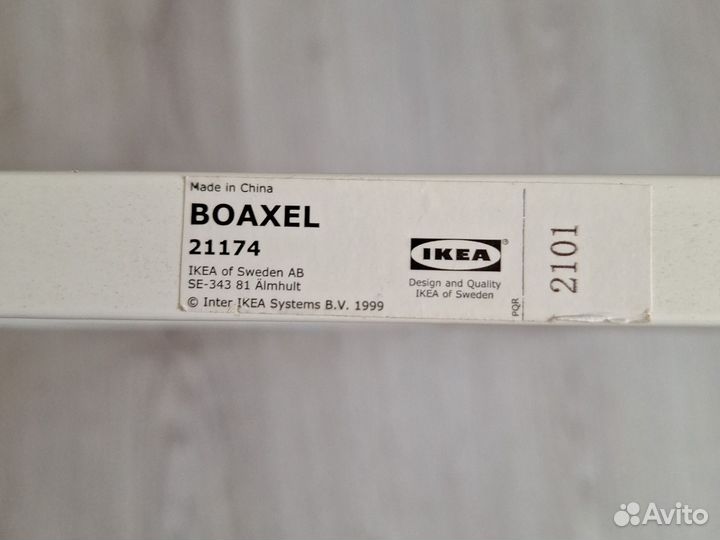 Made in China
BOAXEL
21174
IKEA of Sweden AB
SE-343 81 Älmhult
© Inter IKEA Systems B.V. 1999
IKEA®
Design and Quality
IKEA of Sweden
PQR
2101
Avito